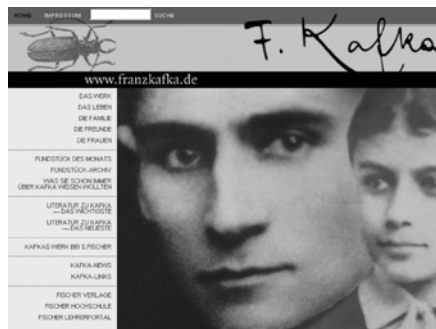 HOME IMPRESSUM SUCHE
F. Kafka
www.franzkafka.de
DAS WERK
DAS LEBEN
DIE FAMILIE
DIE FREUNDE
DIE FRAUEN
FUNDSTÜCK DES MONATS
FUNDSTÜCK-ARCHIV
WAS SIE SCHON IMMER
ÜBER KAFKA WISSEN WOLLTEN
LITERATUR ZU KAFKA
— DAS WICHTIGSTE
LITERATUR ZU KAFKA
— DAS NEUESTE
KAFKAS WERK BEI S.FISCHER
KAFKA-NEWS
KAFKA-LINKS
FISCHER VERLAGE
FISCHER HOCHSCHULE
FISCHER LEHRERPORTAL